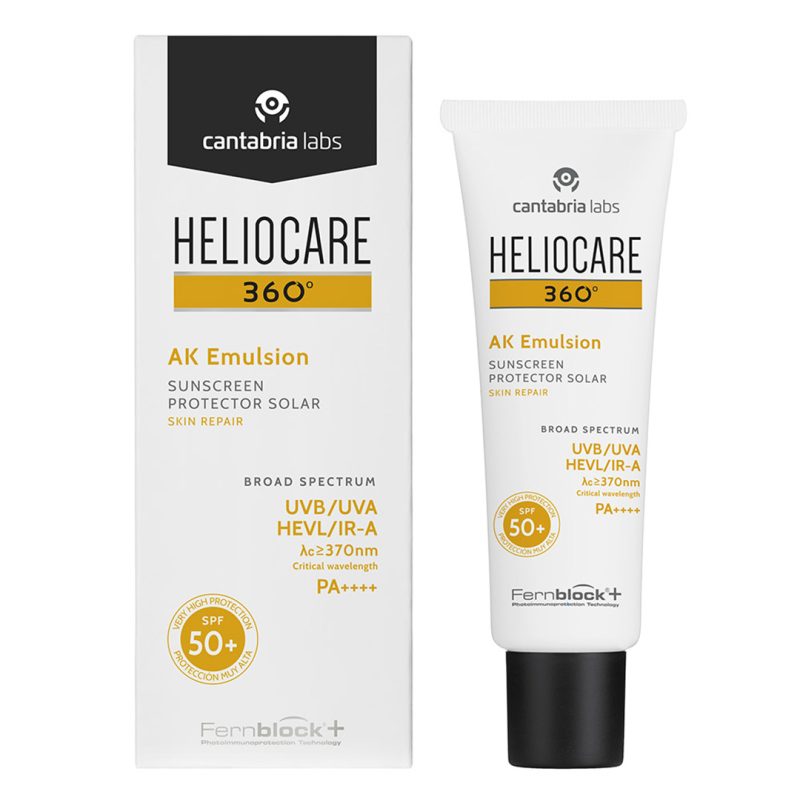 cantabria labs
HELIOCARE
360°
AK Emulsion
SUNSCREEN
PROTECTOR SOLAR
SKIN REPAIR
BROAD SPECTRUM
UVB/UVA
HEVL/IR-A
λc≥370nm
Critical wavelength
PA++++
VERY HIGH PROTECTION
SPF
50+
PROTECCIÓN MUY ALTA
Fernblock®+
Photoimmunoprotection Technology
cantabria labs
HELIOCARE
360°
AK Emulsion
SUNSCREEN
PROTECTOR SOLAR
SKIN REPAIR
BROAD SPECTRUM
UVB/UVA
HEVL/IR-A
λc≥370nm
Critical wavelength
PA++++
VERY HIGH PROTECTION
SPF
50+
PROTECCIÓN MUY ALTA
Fernblock®+
Photoimmunoprotection Technology